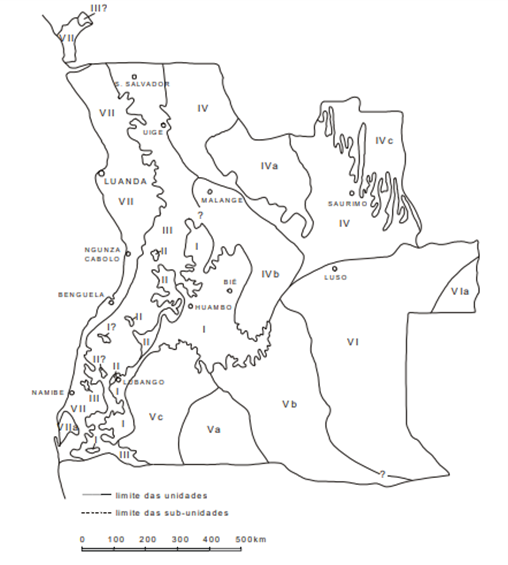 III?
VII
S. SALVADOR
VII
IV
UIGE
IVc
IVa
LUANDA
MALANGE
SAURIMO
VII
?
IV
III
I
II
NGUNZA
CABOLO
II
BIÉ
IVb
LUSO
VIa
BENGUELA
HUAMBO
II
I?
I
II
VI
II?
II
LUBANGO
NAMIBE
I
III
VII
Vb
Vc
I
VIIa
Va
I
III
?
limite das unidades
limite das sub-unidades
0 100 200 300 400 500km